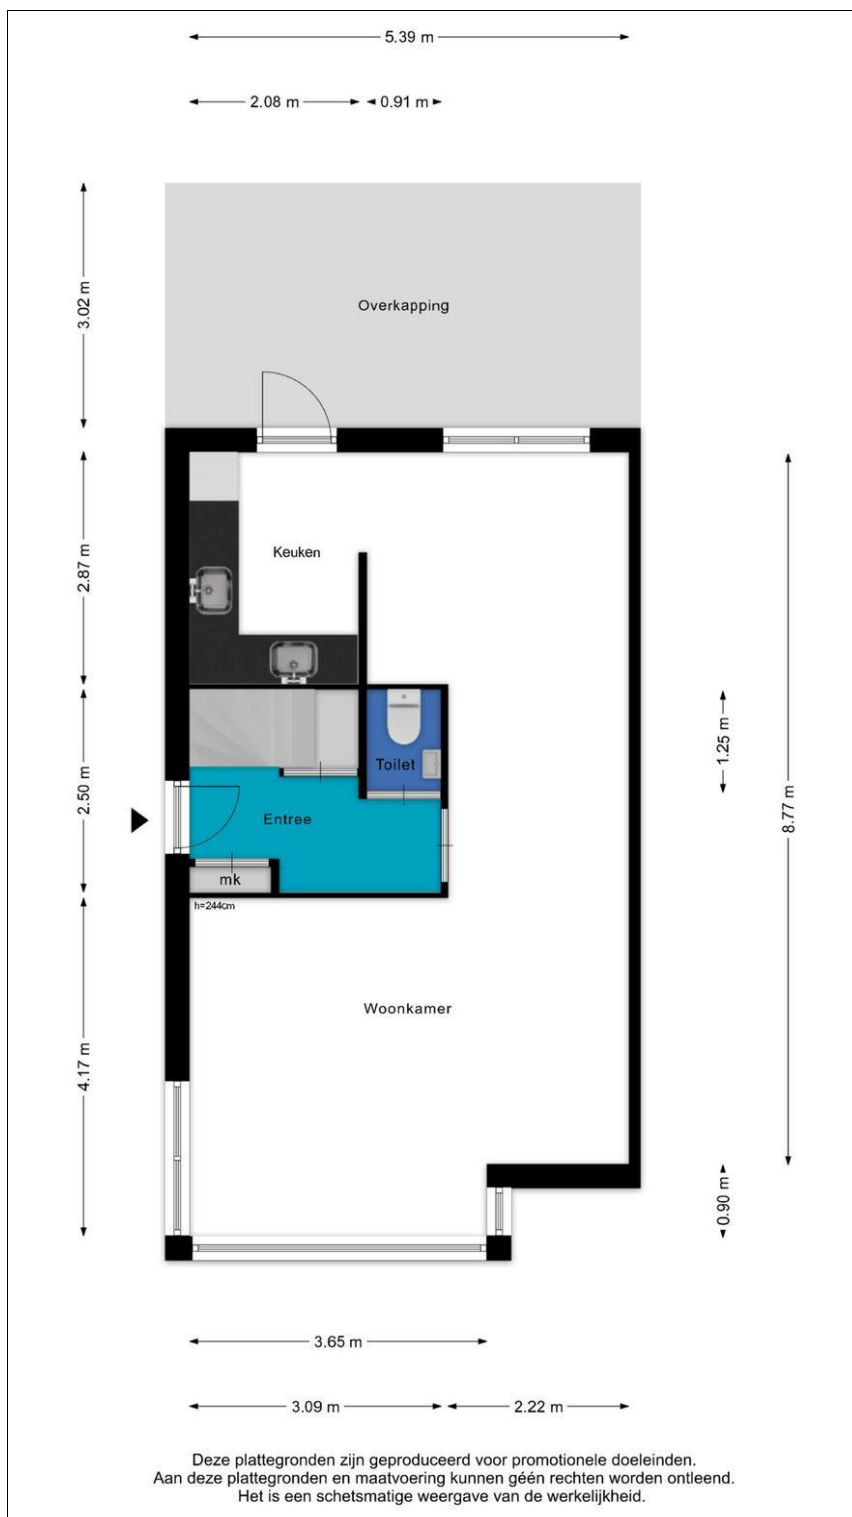 5.39 m
2.08 m
0.91 m
3.02 m
Overkapping
2.87 m
Keuken
1.25 m
Toilet
2.50 m
8.77 m
Entree
mk
h=244cm
Woonkamer
4.17 m
0.90 m
3.65 m
3.09 m
2.22 m
Deze plattegronden zijn geproduceerd voor promotionele doeleinden.
Aan deze plattegronden en maatvoering kunnen géén rechten worden ontleend.
Het is een schetsmatige weergave van de werkelijkheid.